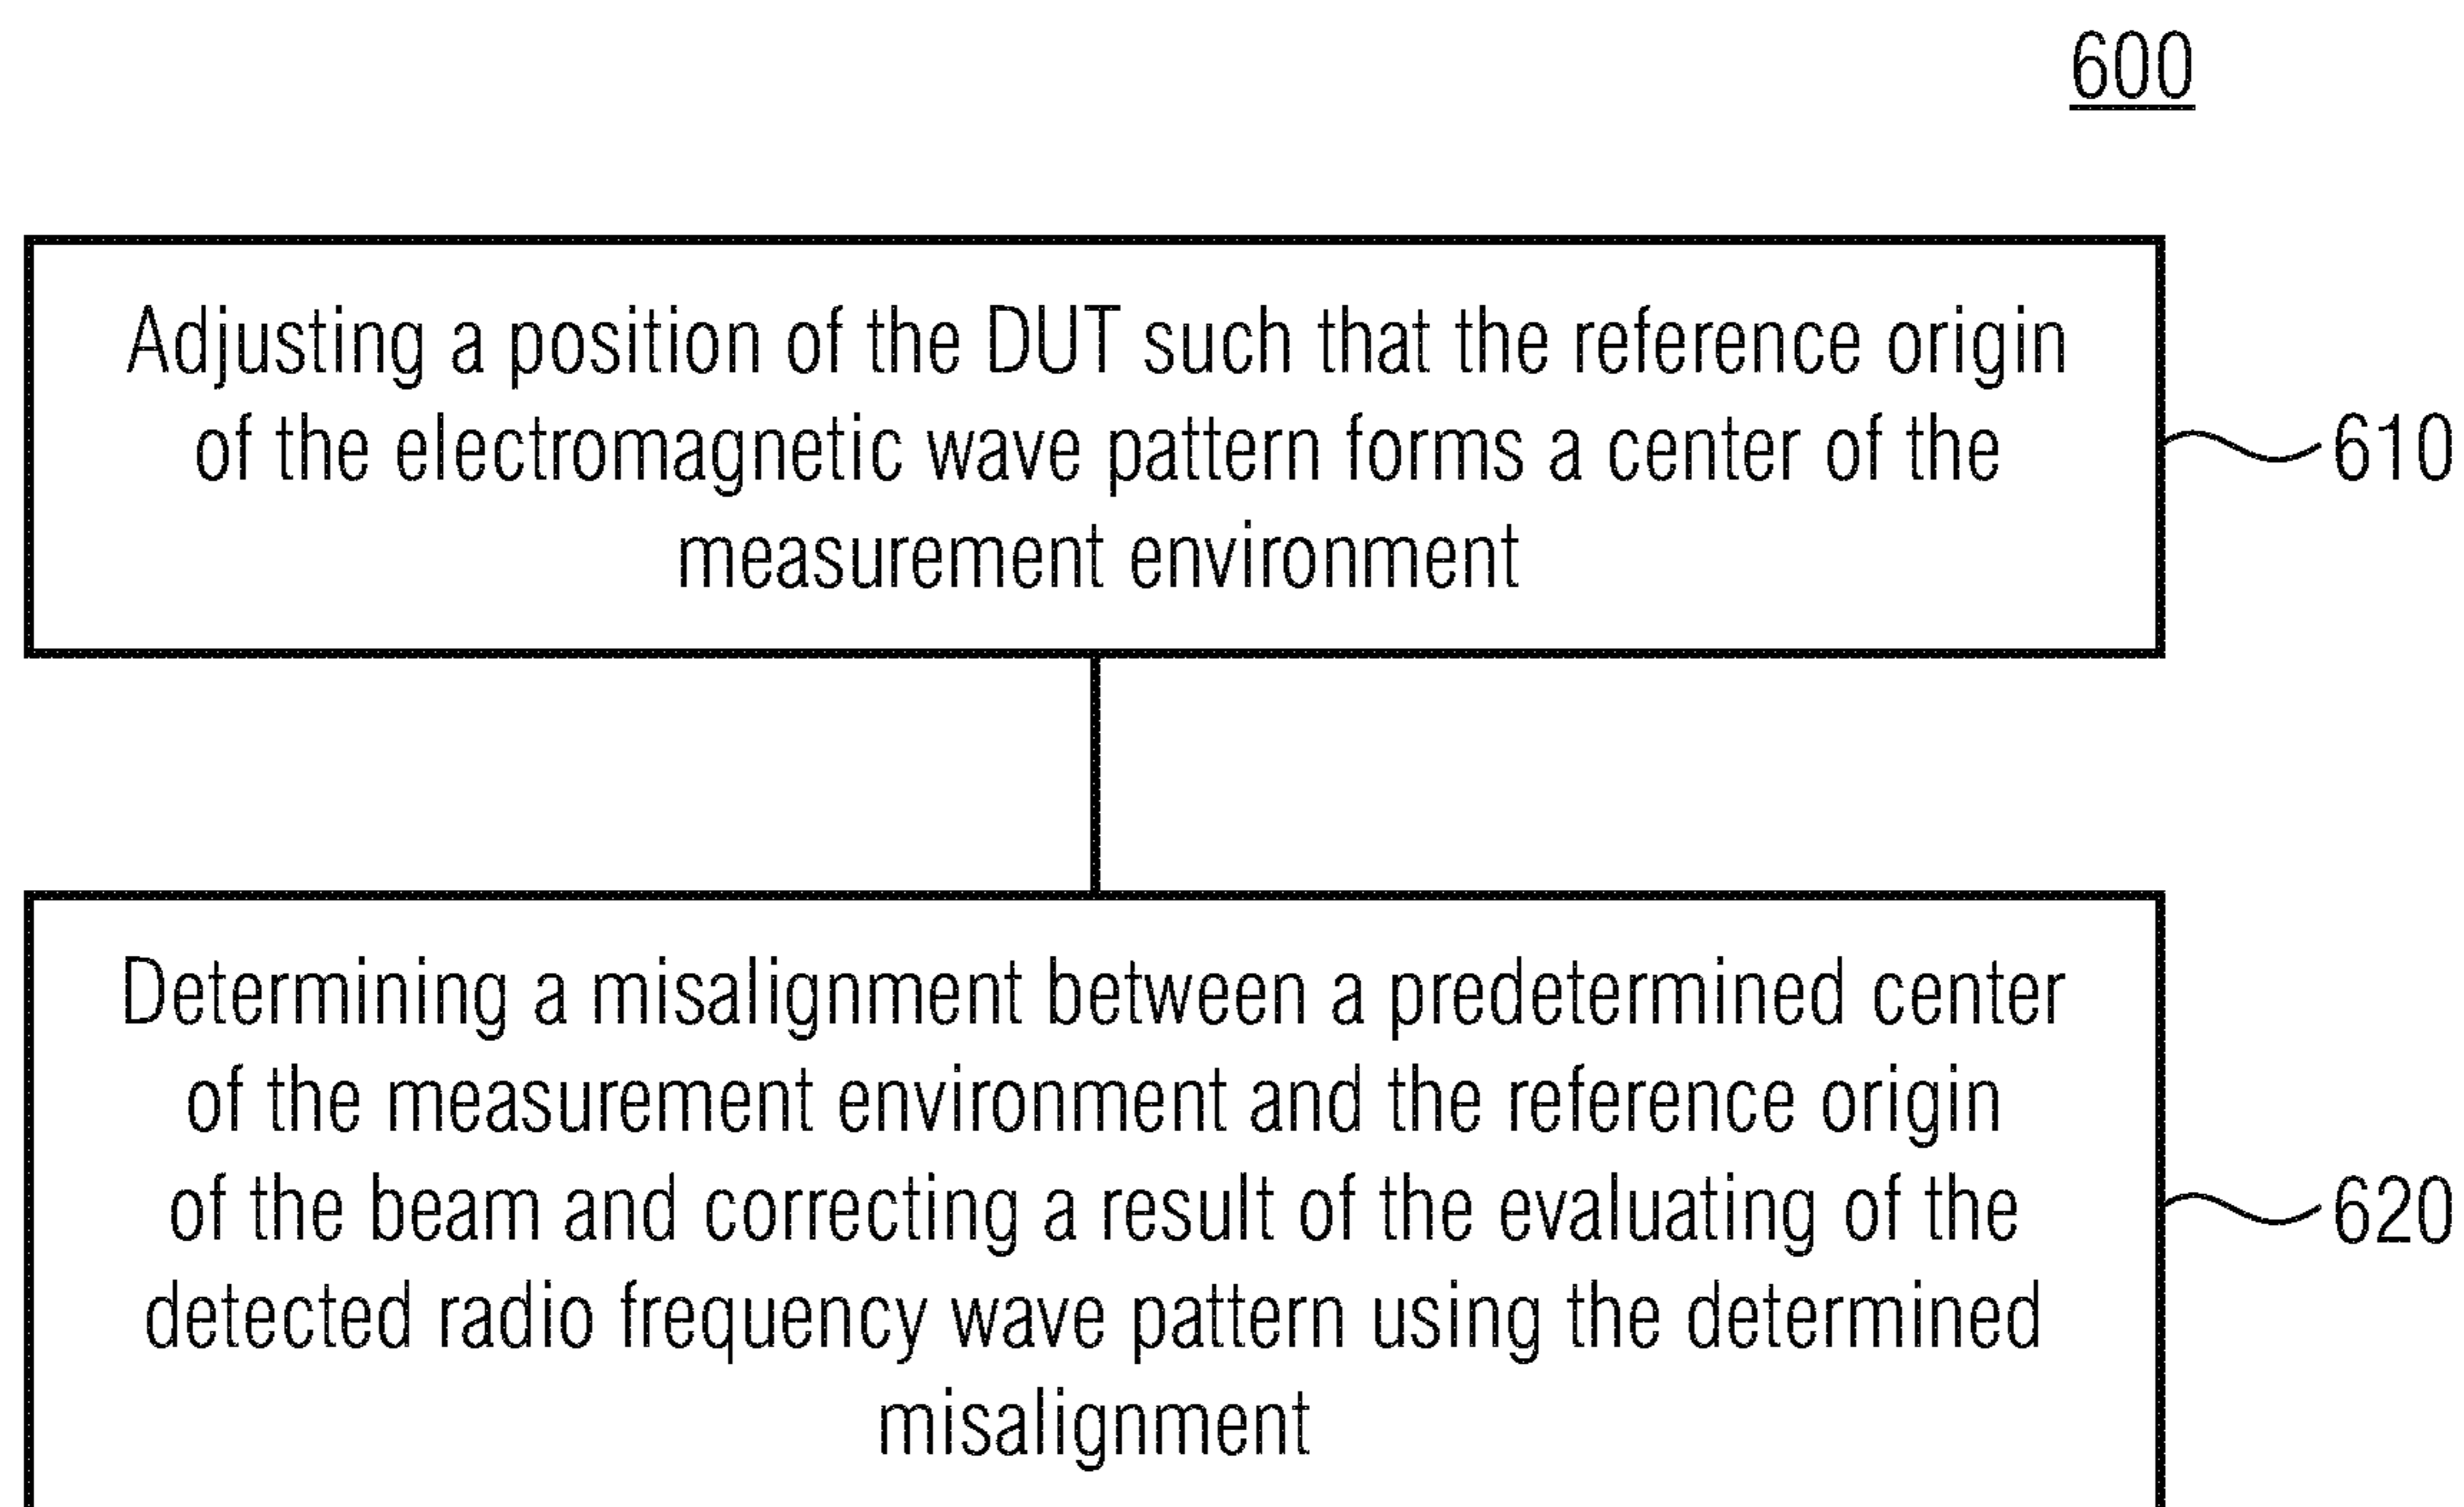 600
Adjusting a position of the DUT such that the reference origin
of the electromagnetic wave pattern forms a center of the
measurement environment
610
Determining a misalignment between a predetermined center
of the measurement environment and the reference origin
of the beam and correcting a result of the evaluating of the
detected radio frequency wave pattern using the determined
misalignment
620